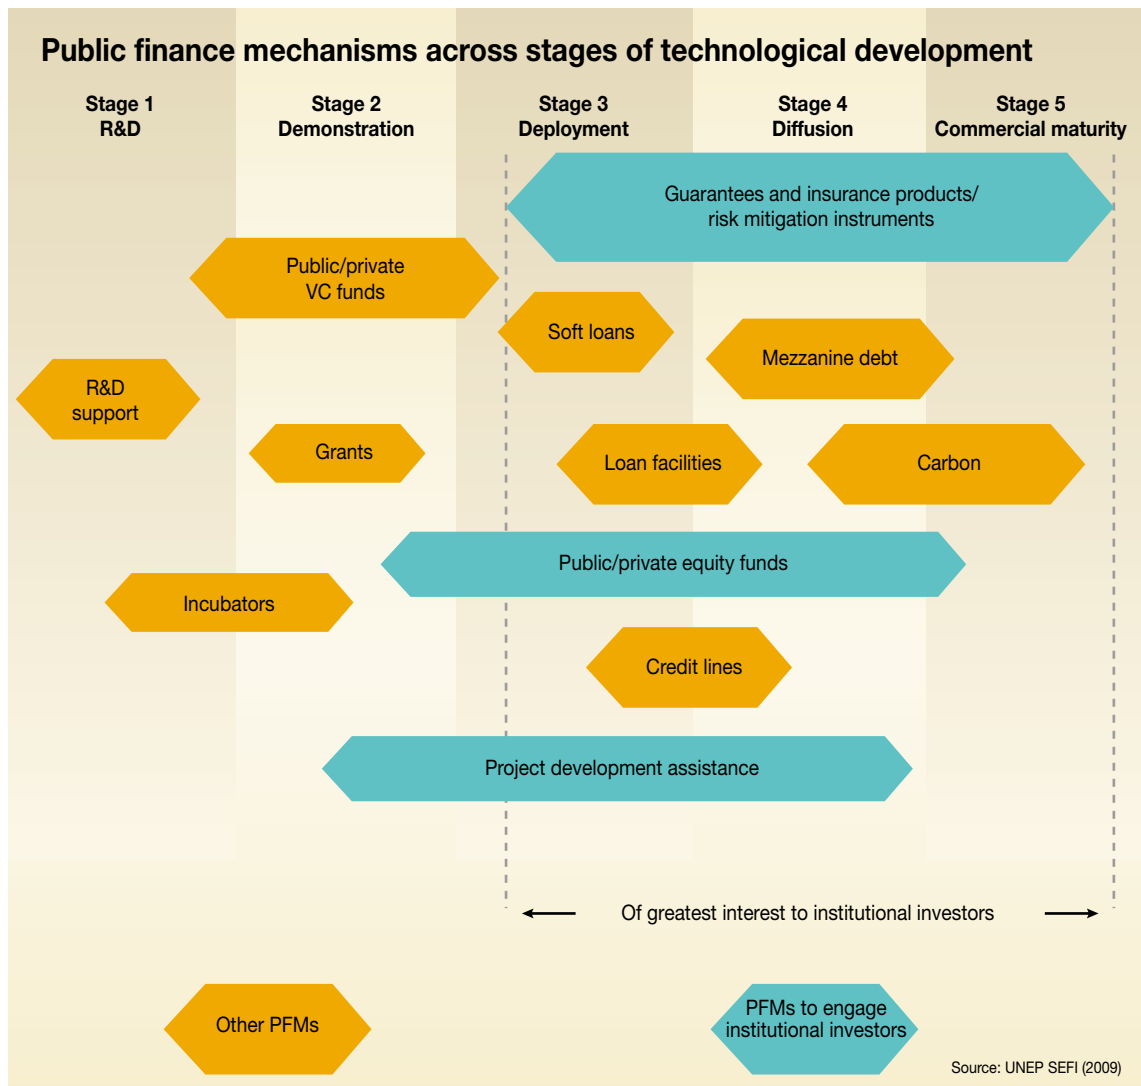 Public finance mechanisms across stages of technological development
Stage 1
R&D
Stage 2
Demonstration
Stage 3
Deployment
Stage 4
Diffusion
Stage 5
Commercial maturity
Guarantees and insurance products/
risk mitigation instruments
Public/private
VC funds
Soft loans
Mezzanine debt
R&D
support
Grants
Loan facilities
Carbon
Public/private equity funds
Incubators
Credit lines
Project development assistance
Of greatest interest to institutional investors
Other PFMs
PFMs to engage
institutional investors
Source: UNEP SEFI (2009)